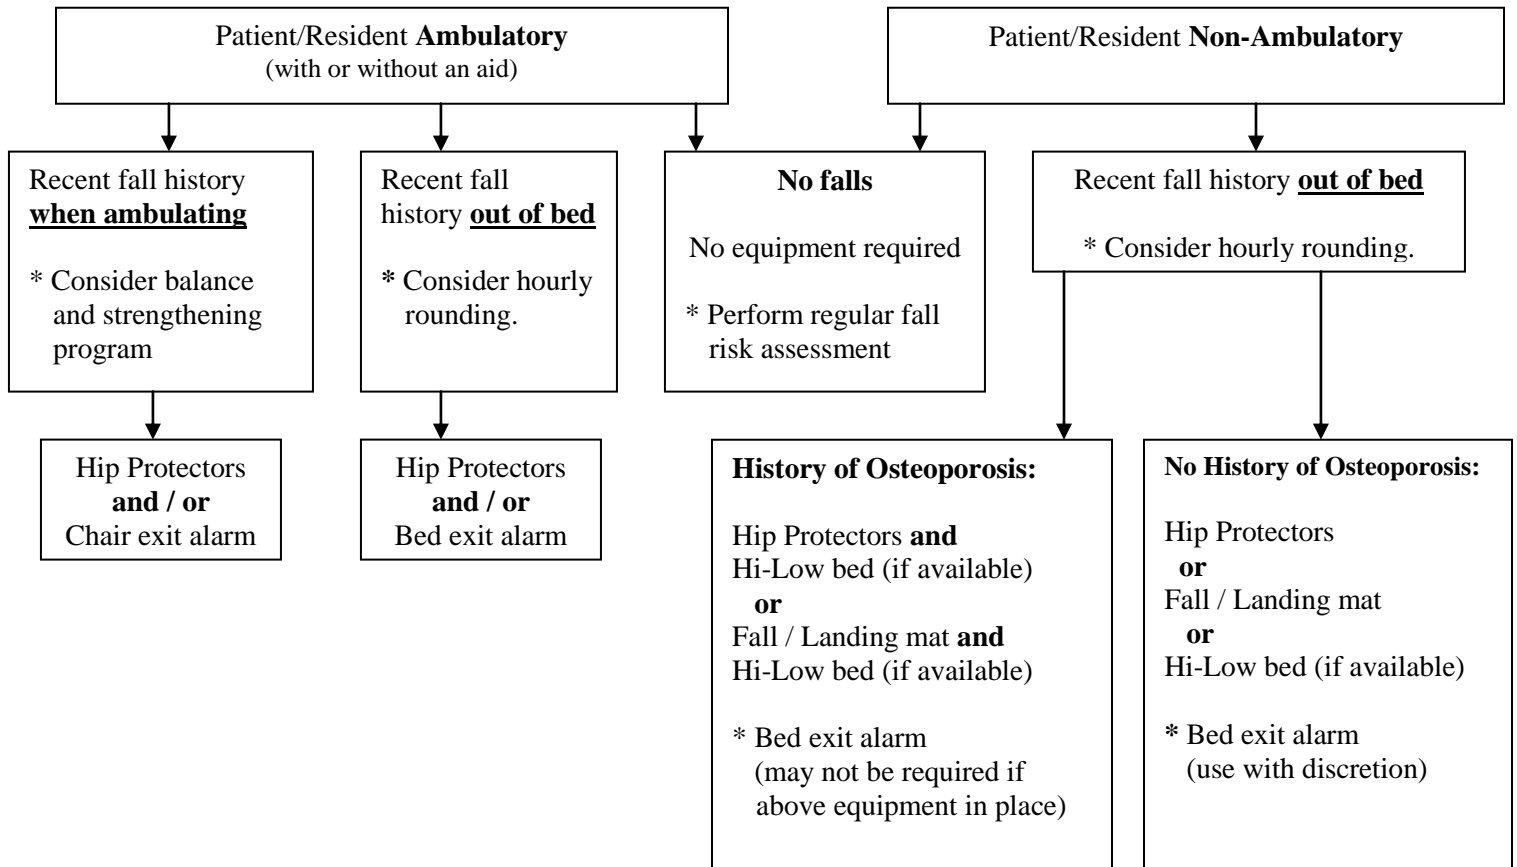 Patient/Resident Ambulatory
(with or without an aid)
Patient/Resident Non-Ambulatory
Recent fall history
when ambulating
* Consider balance
and strengthening
program
Recent fall
history out of bed
* Consider hourly
rounding.
No falls
No equipment required
* Perform regular fall
risk assessment
Recent fall history out of bed
* Consider hourly rounding.
Hip Protectors
and / or
Chair exit alarm
Hip Protectors
and / or
Bed exit alarm
History of Osteoporosis:
Hip Protectors and
Hi-Low bed (if available)
or
Fall / Landing mat and
Hi-Low bed (if available)
* Bed exit alarm
(may not be required if
above equipment in place)
No History of Osteoporosis:
Hip Protectors
or
Fall / Landing mat
or
Hi-Low bed (if available)
* Bed exit alarm
(use with discretion)